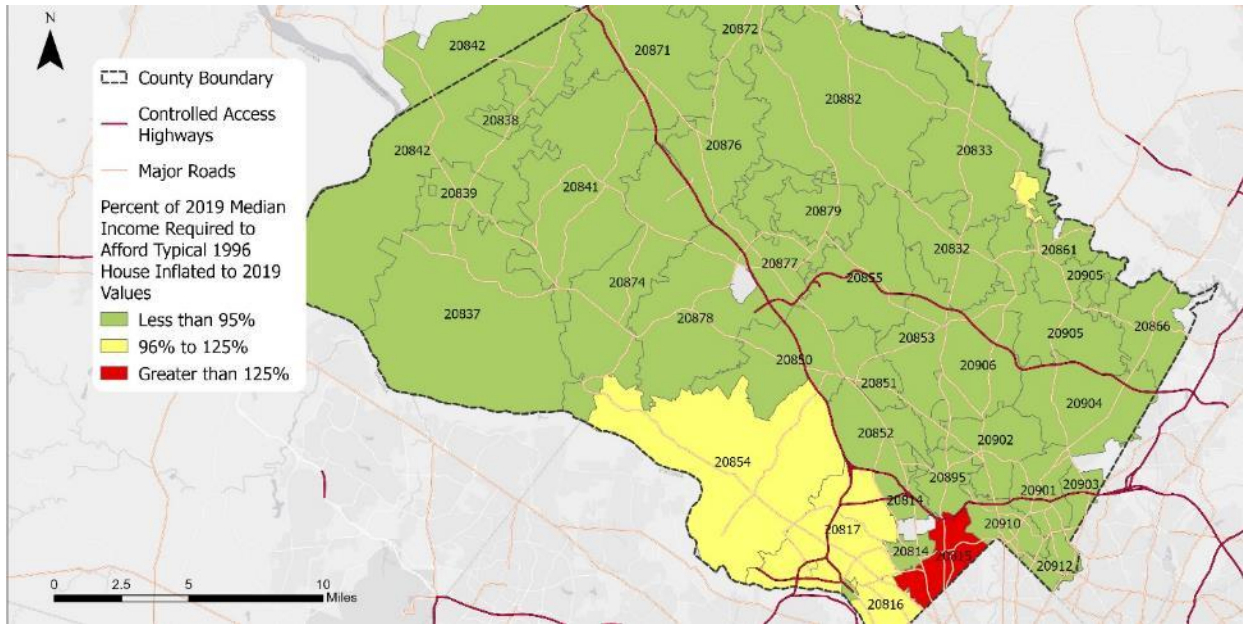 N
County Boundary
Controlled Access
Highways
Major Roads
Percent of 2019 Median
Income Required to
Afford Typical 1996
House Inflated to 2019
Values
Less than 95%
96% to 125%
Greater than 125%
0 2.5 5 10
Miles
20842
20871
20872
20882
20838
20876
20833
20842
20839
20841
20879
20832
20861
20905
20877
20855
20874
20837
20878
20853
20905
20866
20850
20851
20906
20904
20852
20902
20854
20895
20901
20903
20814
20817
20910
20814
20815
20912
20816